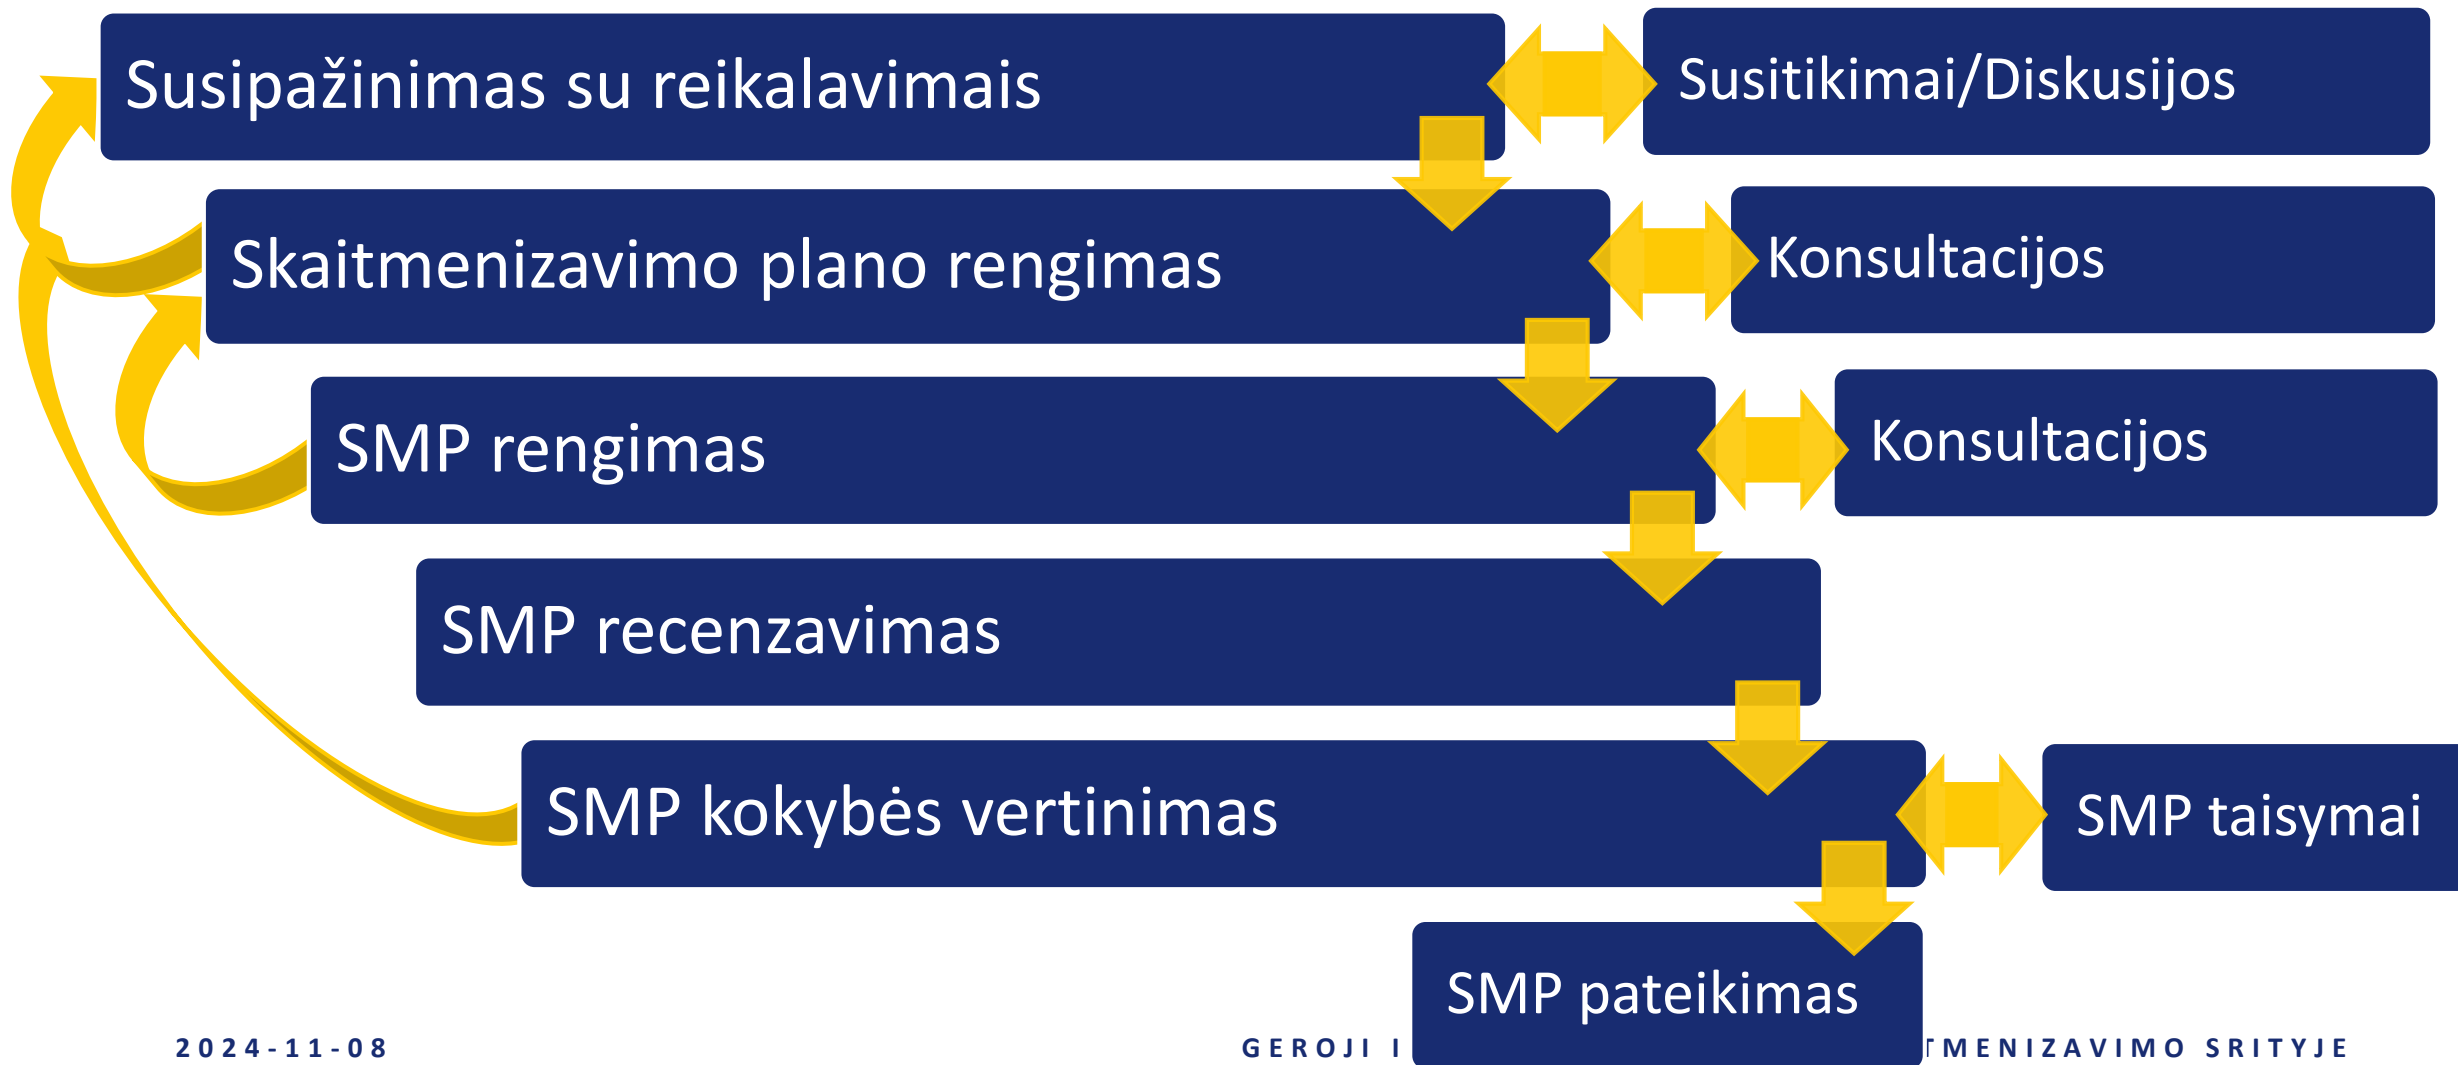 Susipažinimas su reikalavimais
Susitikimai/Diskusijos
Skaitmenizavimo plano rengimas
Konsultacijos
SMP rengimas
Konsultacijos
SMP recenzavimas
SMP kokybės vertinimas
SMP taisymai
SMP pateikimas
2024-11-08
GEROJI SRITYJE